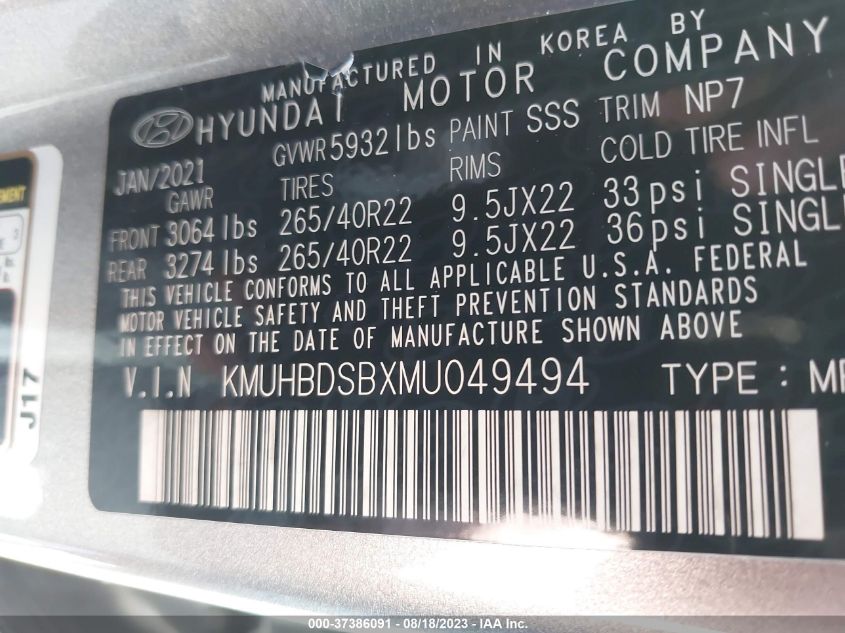 MANUFACTURED IN KOREA BY
HYUNDAI MOTOR COMPANY
JAN/2021 GVWR 5932 lbs PAINT SSS TRIM NP7
GAWR TIRES RIMS COLD TIRE INFL
FRONT 3064 lbs 265/40R22 9.5JX22 33 psi SINGLE
REAR 3274 lbs 265/40R22 9.5JX22 36 psi SINGL
THIS VEHICLE CONFORMS TO ALL APPLICABLE U.S.A. FEDERAL
MOTOR VEHICLE SAFETY AND THEFT PREVENTION STANDARDS
IN EFFECT ON THE DATE OF MANUFACTURE SHOWN ABOVE
V.I.N KMUHBDSBXMU049494 TYPE : MP
J17
000-37386091 - 08/18/2023 - IAA Inc.